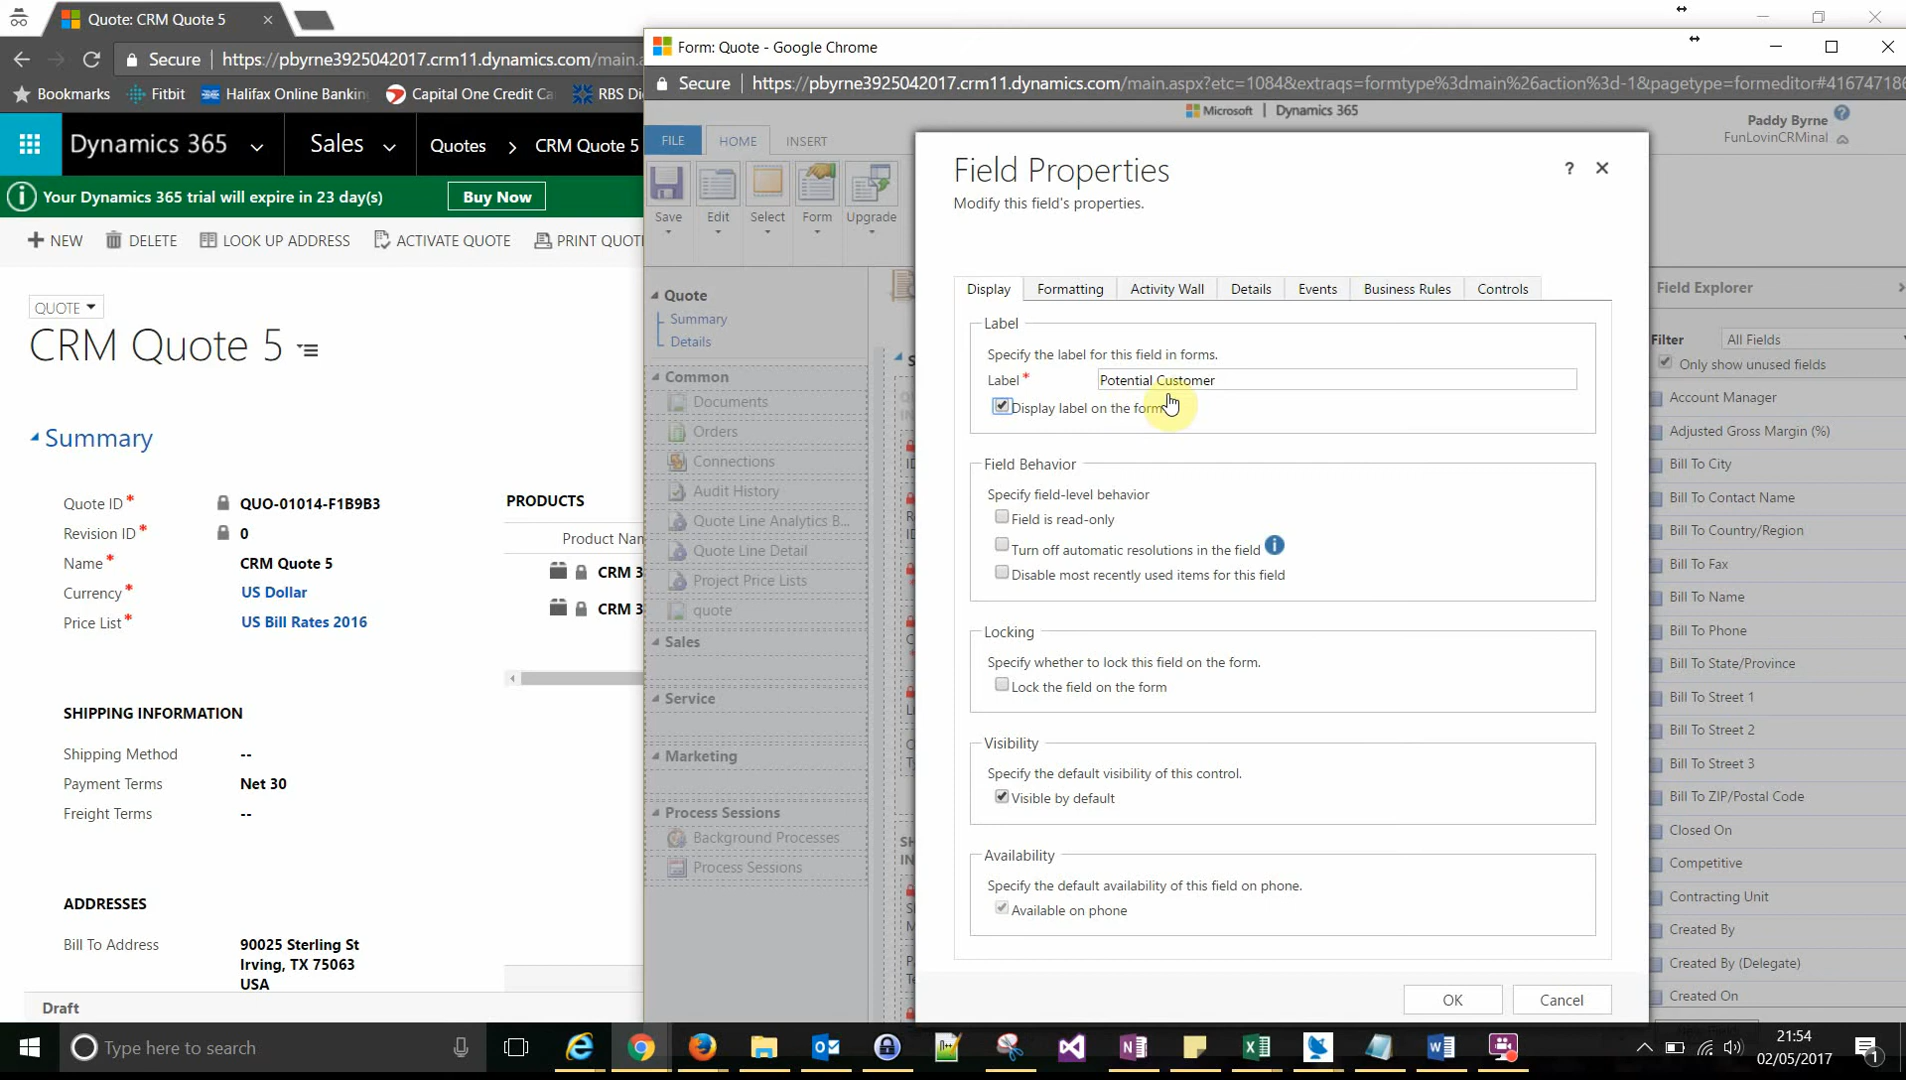 Quote: CRM Quote 5
Form: Quote - Google Chrome
Secure https://pbyrne3925042017.crm11.dynamics.com/main.a
Secure https://pbyrne3925042017.crm11.dynamics.com/main.aspx?etc=1084&extraqs=formtype%3dmain%26action%3d-1&pagetype=formeditor#416747186
Bookmarks Fitbit Halifax Online Banking Capital One Credit Ca RBS Di
Microsoft | Dynamics 365
Paddy Byrne
FunLovinCRMinal
Dynamics 365 Sales Quotes CRM Quote 5
Your Dynamics 365 trial will expire in 23 day(s) Buy Now
NEW DELETE LOOK UP ADDRESS ACTIVATE QUOTE PRINT QUOT
QUOTE
CRM Quote 5
Summary
Quote ID* QUO-01014-F1B9B3
Revision ID* 0
Name* CRM Quote 5
Currency* US Dollar
Price List* US Bill Rates 2016
PRODUCTS
Product Nan
CRM 3
CRM 3
SHIPPING INFORMATION
Shipping Method --
Payment Terms Net 30
Freight Terms --
ADDRESSES
Bill To Address 90025 Sterling St
Irving, TX 75063
USA
Draft
FILE HOME INSERT
Save Edit Select Form Upgrade
Quote
Summary
Details
Common
Documents
Orders
Connections
Audit History
Quote Line Analytics B...
Quote Line Detail
Project Price Lists
quote
Sales
Service
Marketing
Process Sessions
Background Processes
Process Sessions
Field Properties
Modify this field's properties.
Display Formatting Activity Wall Details Events Business Rules Controls
Label
Specify the label for this field in forms.
Label* Potential Customer
Display label on the form
Field Behavior
Specify field-level behavior
Field is read-only
Turn off automatic resolutions in the field
Disable most recently used items for this field
Locking
Specify whether to lock this field on the form.
Lock the field on the form
Visibility
Specify the default visibility of this control.
Visible by default
Availability
Specify the default availability of this field on phone.
Available on phone
OK Cancel
Field Explorer
Filter All Fields
Only show unused fields
Account Manager
Adjusted Gross Margin (%)
Bill To City
Bill To Contact Name
Bill To Country/Region
Bill To Fax
Bill To Name
Bill To Phone
Bill To State/Province
Bill To Street 1
Bill To Street 2
Bill To Street 3
Bill To ZIP/Postal Code
Closed On
Competitive
Contracting Unit
Created By
Created By (Delegate)
Created On
Type here to search
21:54
02/05/2017
1